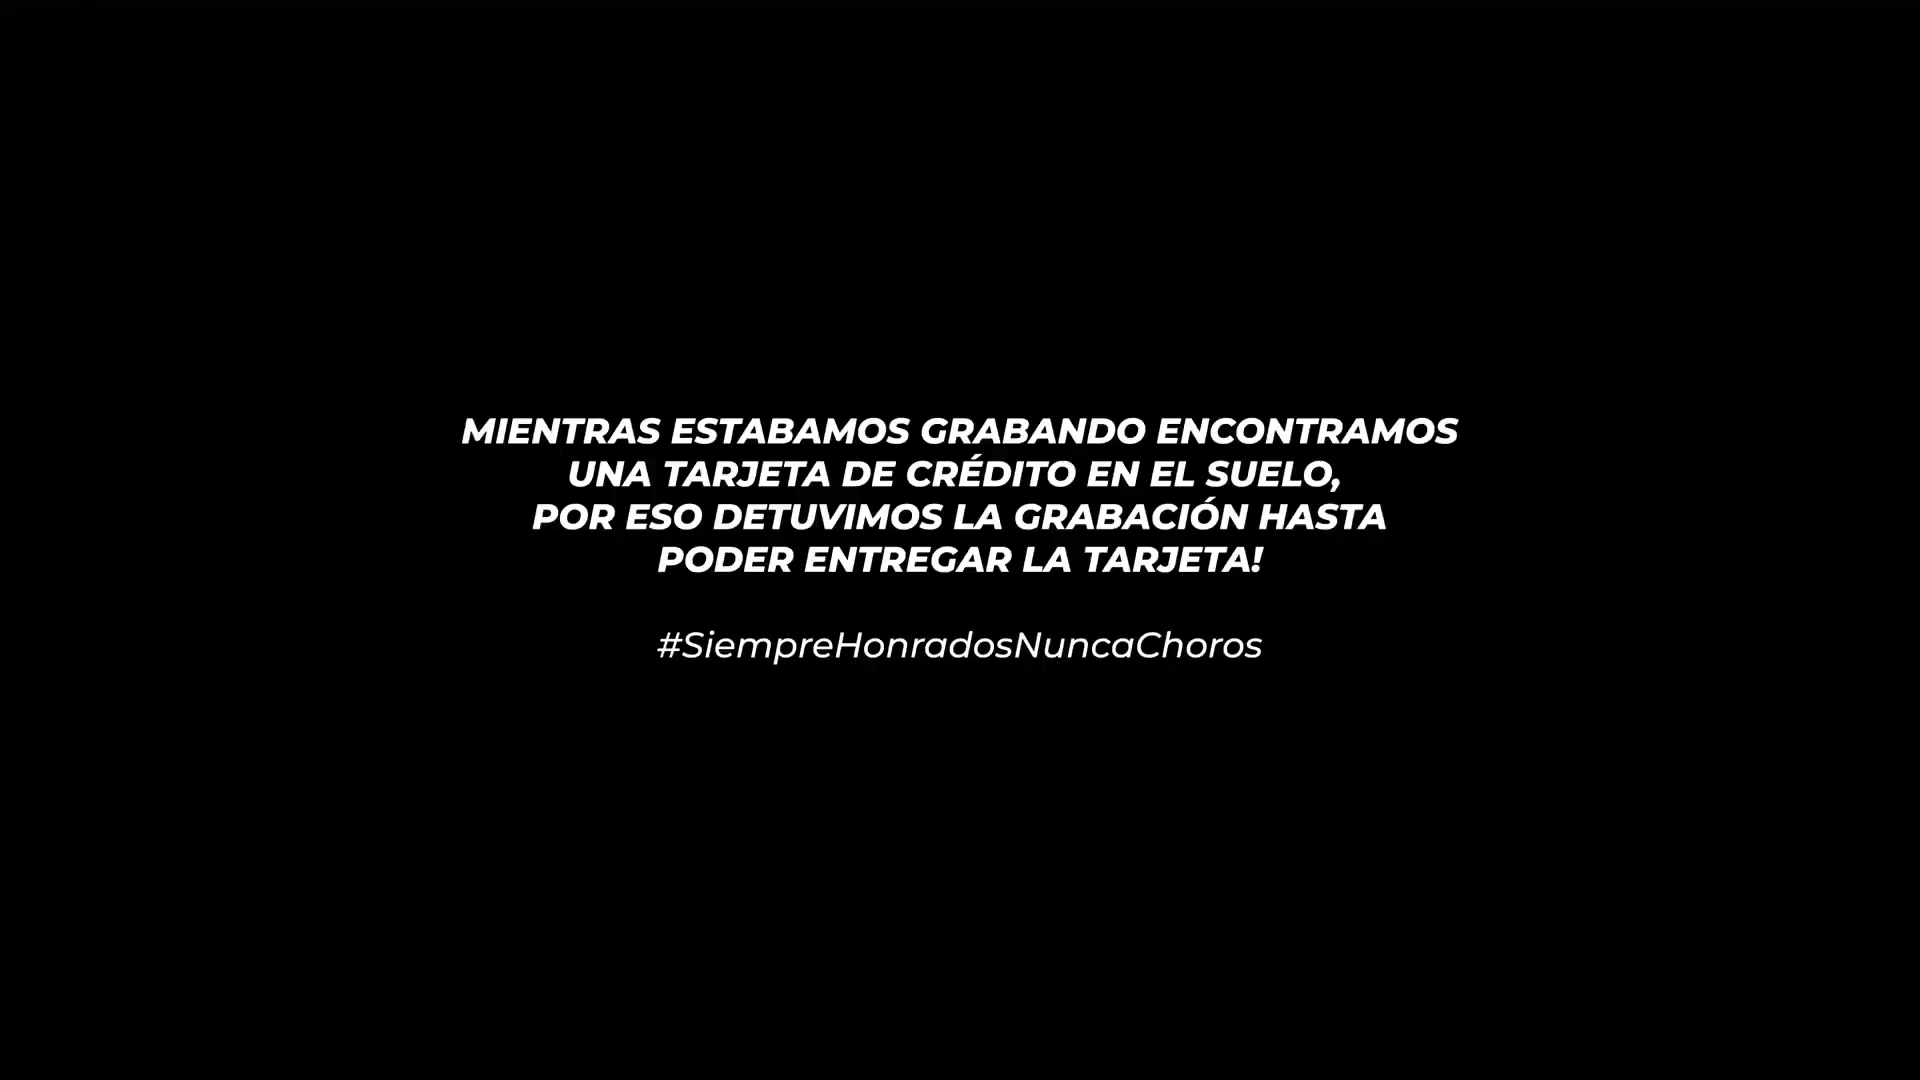 MIENTRAS ESTABAMOS GRABANDO ENCONTRAMOS
UNA TARJETA DE CRÉDITO EN EL SUELO,
POR ESO DETUVIMOS LA GRABACIÓN HASTA
PODER ENTREGAR LA TARJETA!
#SiempreHonradosNuncaChoros